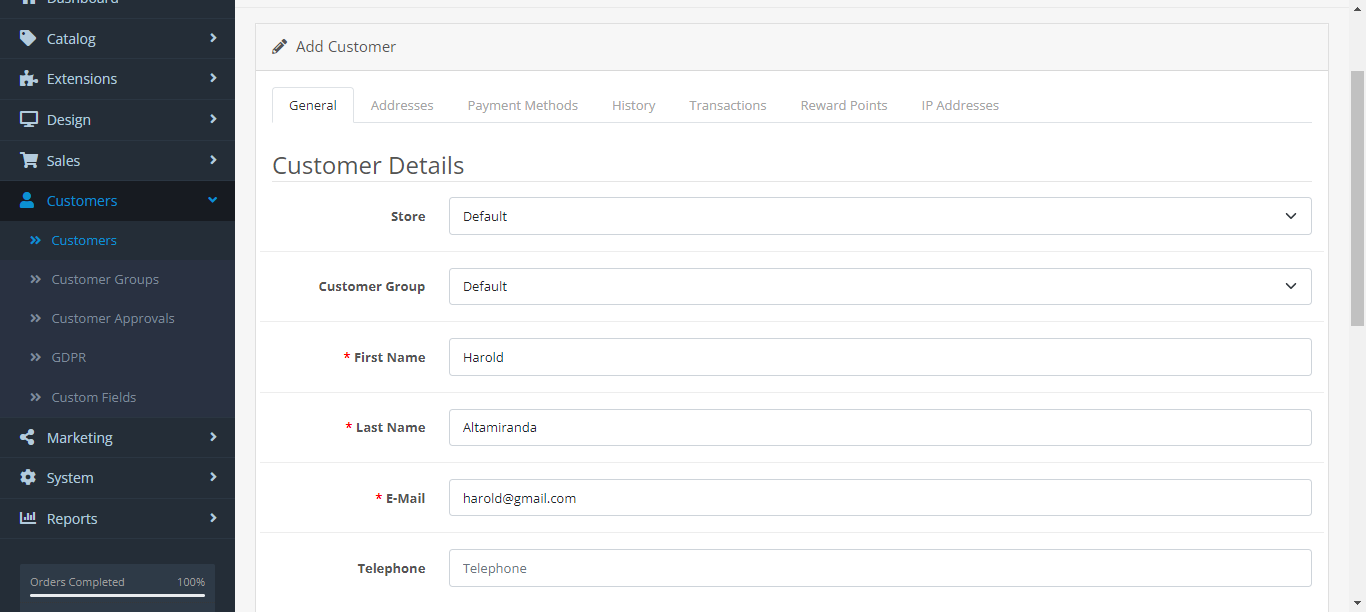 Dashboard
Catalog
Extensions
Design
Sales
Customers
Customers
Customer Groups
Customer Approvals
GDPR
Custom Fields
Marketing
System
Reports
Orders Completed 100%
Add Customer
General Addresses Payment Methods History Transactions Reward Points IP Addresses
Customer Details
Store Default
Customer Group Default
* First Name Harold
* Last Name Altamiranda
* E-Mail harold@gmail.com
Telephone Telephone